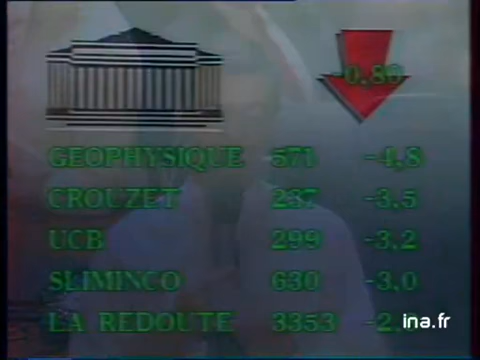 -0.80
GEOPHYSIQUE 571 -4,8
CROUZET 237 -3.5
UCB 299 -3,2
SLIMINCO 630 -3.0
LA REDOUTE 3353 -2.
ina.fr